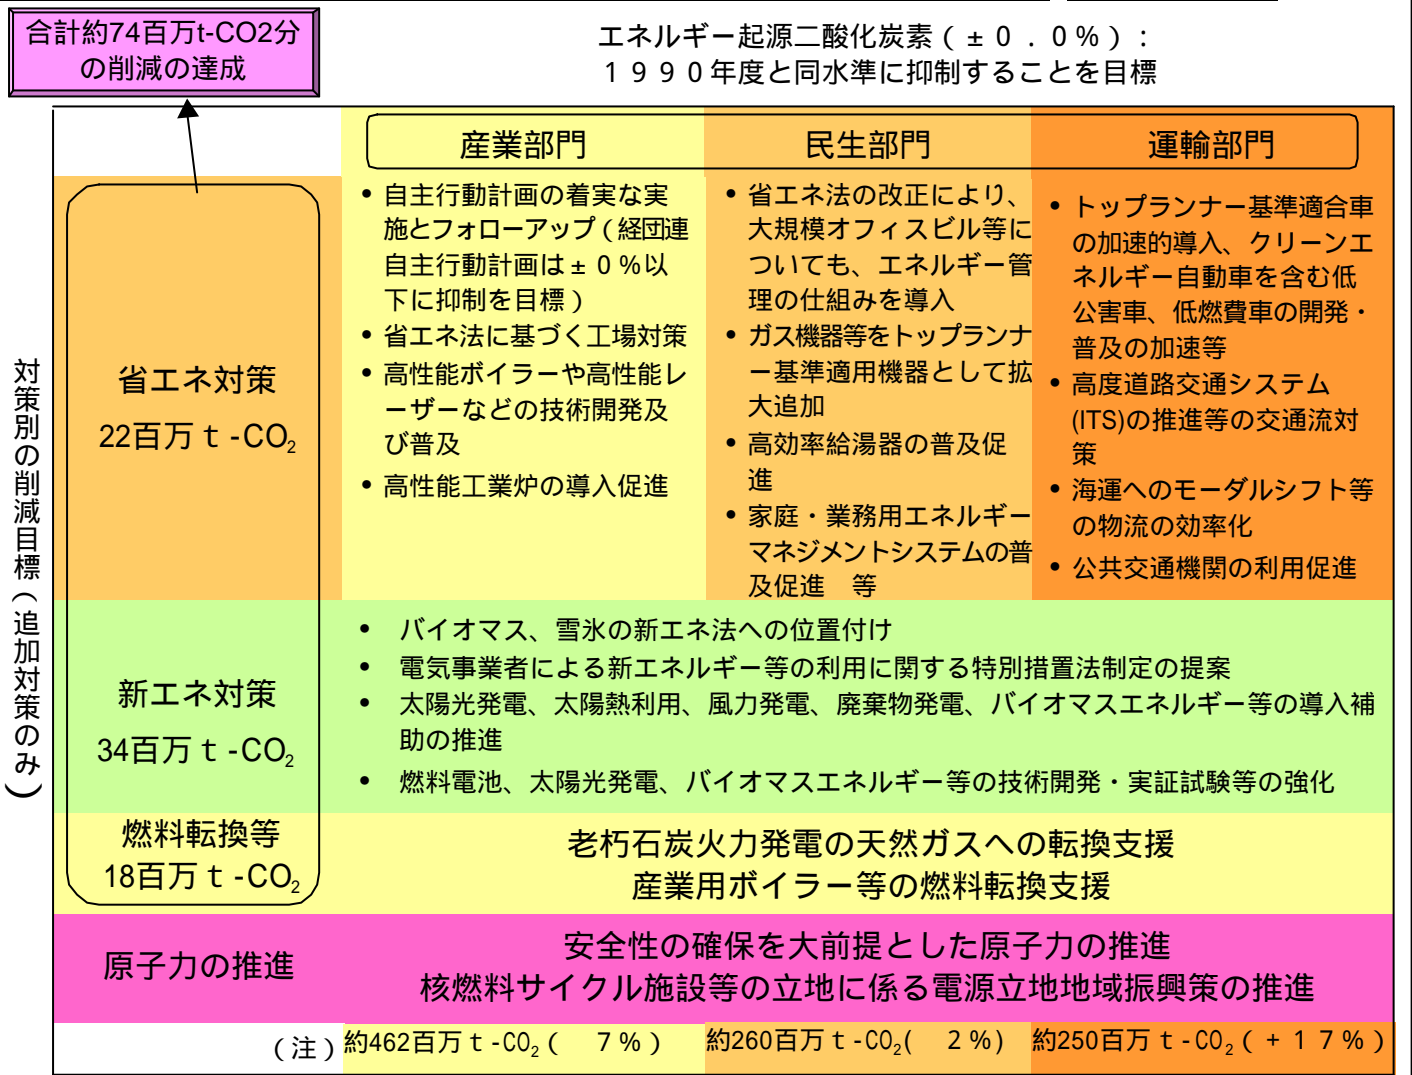 合計約74百万t-CO2分
の削減の達成
エネルギー起源二酸化炭素(±0.0%):
1990年度と同水準に抑制することを目標
産業部門
民生部門
運輸部門
対策別の削減目標(追加対策のみ)
省エネ対策
22百万t-CO2
• 自主行動計画の着実な実
施とフォローアップ(経団連
自主行動計画は±0%以
下に抑制を目標)
• 省エネ法に基づく工場対策
• 高性能ボイラーや高性能レ
ーザーなどの技術開発及
び普及
• 高性能工業炉の導入促進
• 省エネ法の改正により、
大規模オフィスビル等に
ついても、エネルギー管
理の仕組みを導入
• ガス機器等をトップランナ
ー基準適用機器として拡
大追加
• 高効率給湯器の普及促
進
• 家庭・業務用エネルギー
マネジメントシステムの普
及促進 等
• トップランナー基準適合車
の加速的導入、クリーンエ
ネルギー自動車を含む低
公害車、低燃費車の開発・
普及の加速等
• 高度道路交通システム
(ITS)の推進等の交通流対
策
• 海運へのモーダルシフト等
の物流の効率化
• 公共交通機関の利用促進
新エネ対策
34百万t-CO2
• バイオマス、雪氷の新エネ法への位置付け
• 電気事業者による新エネルギー等の利用に関する特別措置法制定の提案
• 太陽光発電、太陽熱利用、風力発電、廃棄物発電、バイオマスエネルギー等の導入補
助の推進
• 燃料電池、太陽光発電、バイオマスエネルギー等の技術開発・実証試験等の強化
燃料転換等
18百万t-CO2
老朽石炭火力発電の天然ガスへの転換支援
産業用ボイラー等の燃料転換支援
原子力の推進
安全性の確保を大前提とした原子力の推進
核燃料サイクル施設等の立地に係る電源立地地域振興策の推進
(注)
約462百万t-CO2( 7%)
約260百万t-CO2( 2%)
約250百万t-CO2(+17%)